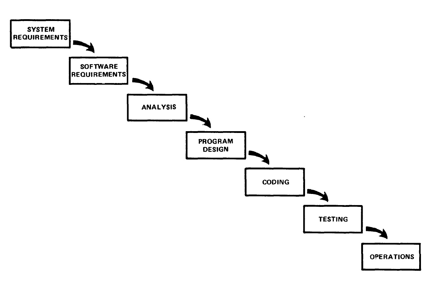 SYSTEM
REQUIREMENTS
SOFTWARE
REQUIREMENTS
ANALYSIS
PROGRAM
DESIGN
CODING
TESTING
OPERATIONS